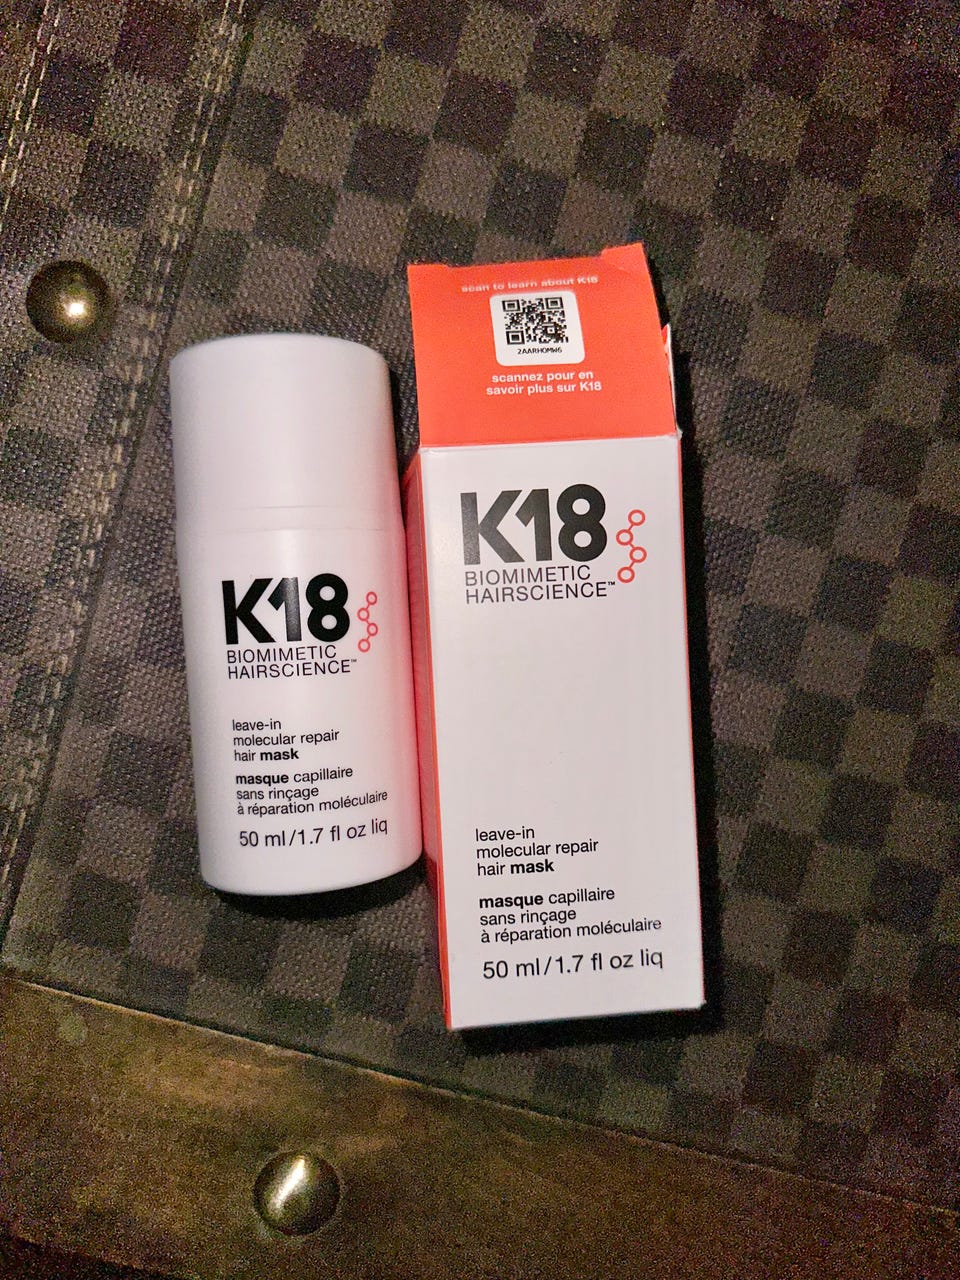 K18
BIOMIMETIC
HAIRSCIENCE™
leave-in
molecular repair
hair mask
masque capillaire
sans rinçage
à réparation moléculaire
50 ml/1.7 fl oz liq
scan to learn about K18
2AARHOMW6
scannez pour en
savoir plus sur K18
K18
BIOMIMETIC
HAIRSCIENCE™
leave-in
molecular repair
hair mask
masque capillaire
sans rinçage
à réparation moléculaire
50 ml/1.7 fl oz liq